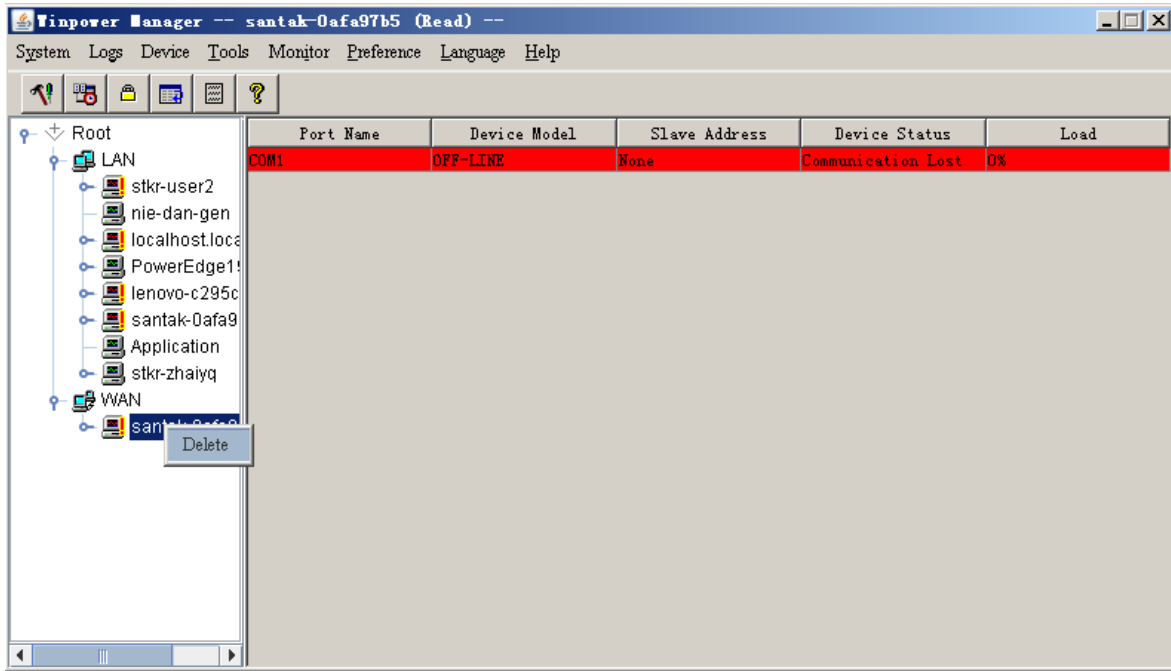 Winpower Manager -- santak-0afa97b5 (Read) --
System Logs Device Tools Monitor Preference Language Help
Root
LAN
stkr-user2
nie-dan-gen
localhost.loca
PowerEdge19
lenovo-c295c
santak-0afa9
Application
stkr-zhaiyq
WAN
Delete
Port Name Device Model Slave Address Device Status Load
COM1 OFF-LINE None Communication Lost 0%